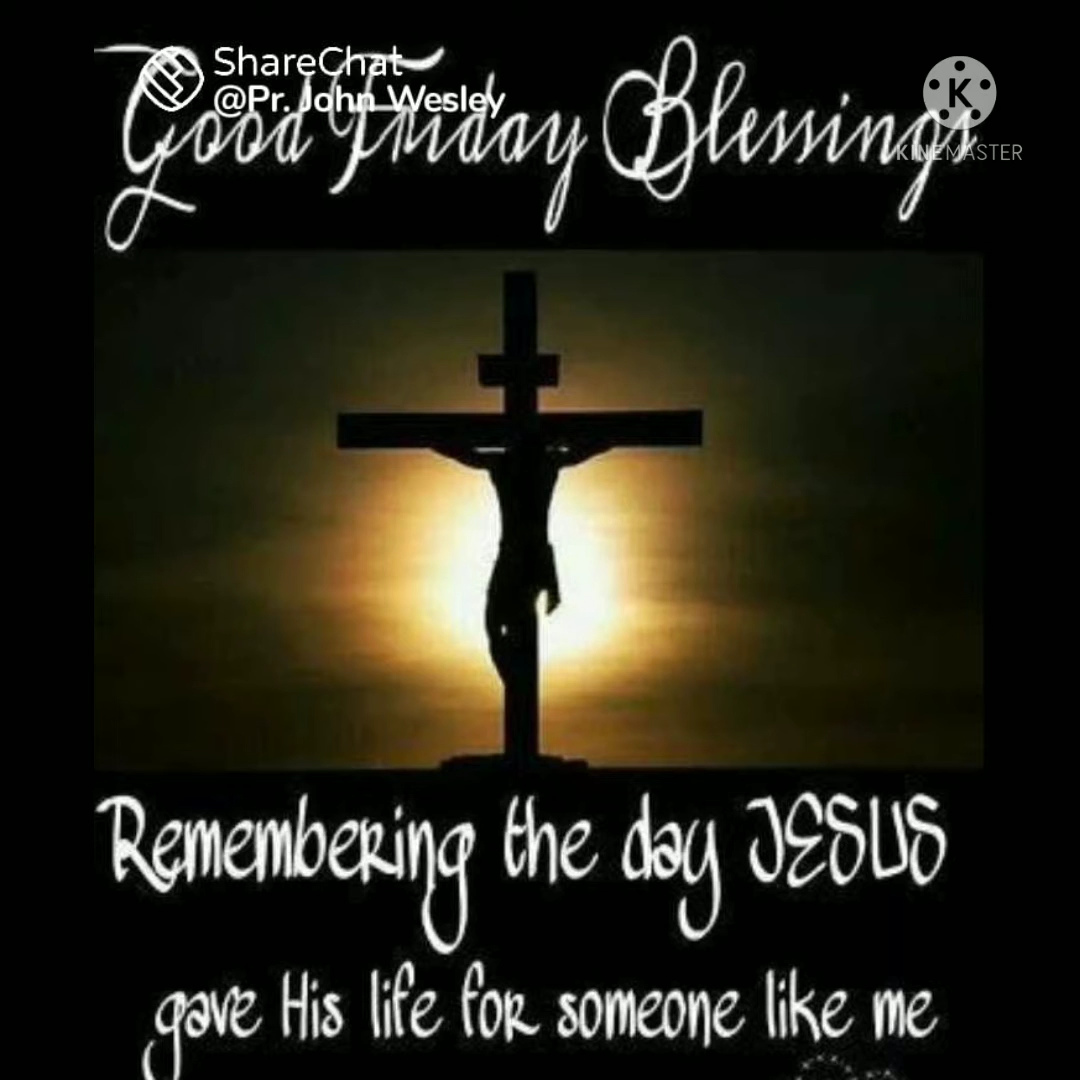 ShareChat
@Pr. John Wesley
Good Friday Blessings
K
KINEMASTER
Remembering the day JESUS
gave His life for someone like me